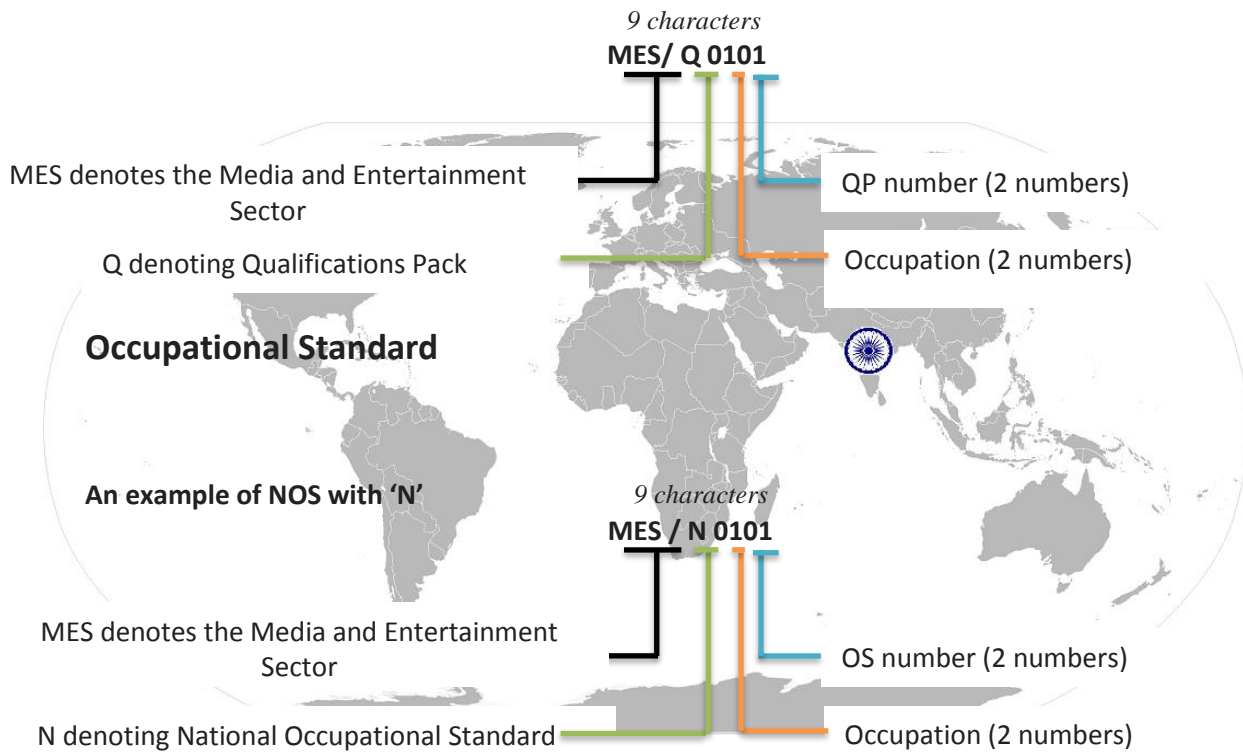 9 characters
MES/ Q 0101
MES denotes the Media and Entertainment
Sector
QP number (2 numbers)
Q denoting Qualifications Pack
Occupation (2 numbers)
Occupational Standard
An example of NOS with ‘N’
9 characters
MES / N 0101
MES denotes the Media and Entertainment
Sector
OS number (2 numbers)
N denoting National Occupational Standard
Occupation (2 numbers)